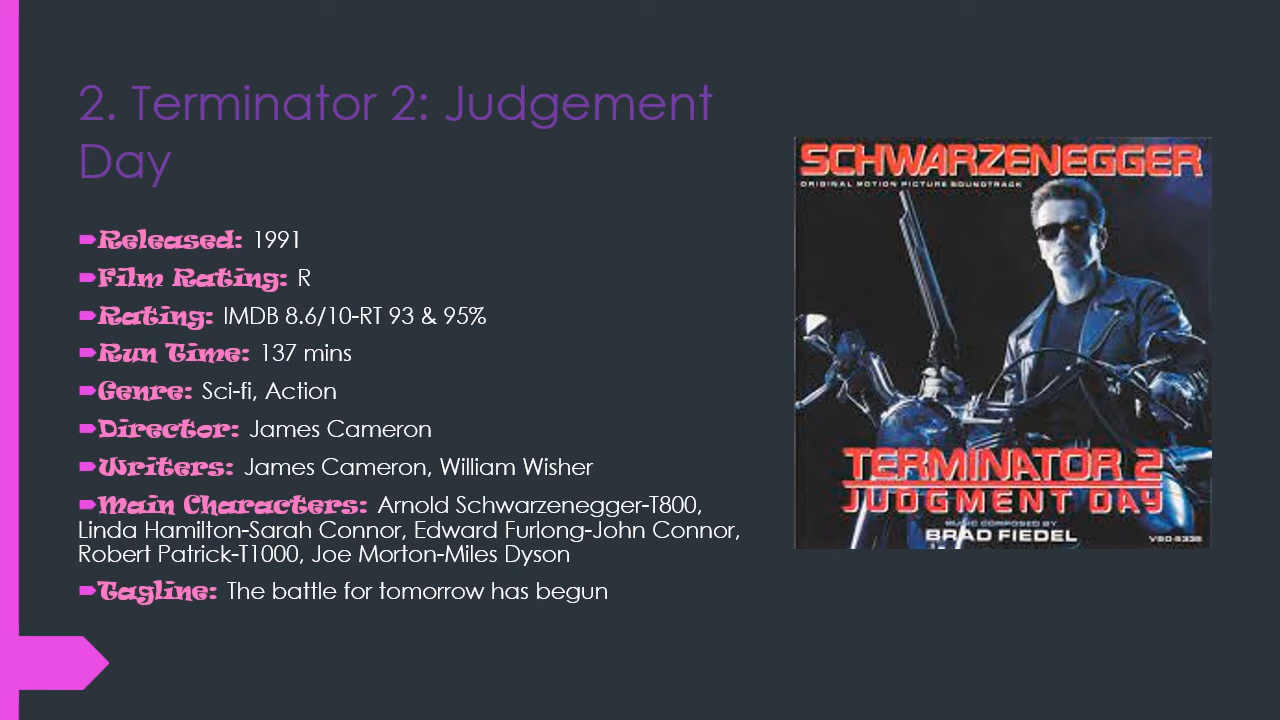 2. Terminator 2: Judgement
Day
Released: 1991
Film Rating: R
Rating: IMDB 8.6/10-RT 93 & 95%
Run Time: 137 mins
Genre: Sci-fi, Action
Director: James Cameron
Writers: James Cameron, William Wisher
Main Characters: Arnold Schwarzenegger-T800,
Linda Hamilton-Sarah Connor, Edward Furlong-John Connor,
Robert Patrick-T1000, Joe Morton-Miles Dyson
Tagline: The battle for tomorrow has begun
SCHWARZENEGGER
ORIGINAL MOTION PICTURE SOUNDTRACK
TERMINATOR 2
JUDGMENT DAY
MUSIC COMPOSED BY
BRAD FIEDEL